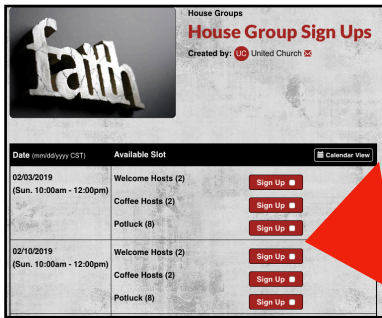 faith
House Groups
House Group Sign Ups
Created by: UC United Church
Date (mm/dd/yyyy CST) Available Slot Calendar View
02/03/2019
(Sun. 10:00am - 12:00pm)
Welcome Hosts (2) Sign Up
Coffee Hosts (2) Sign Up
Potluck (8) Sign Up
02/10/2019
(Sun. 10:00am - 12:00pm)
Welcome Hosts (2) Sign Up
Coffee Hosts (2) Sign Up
Potluck (8) Sign Up